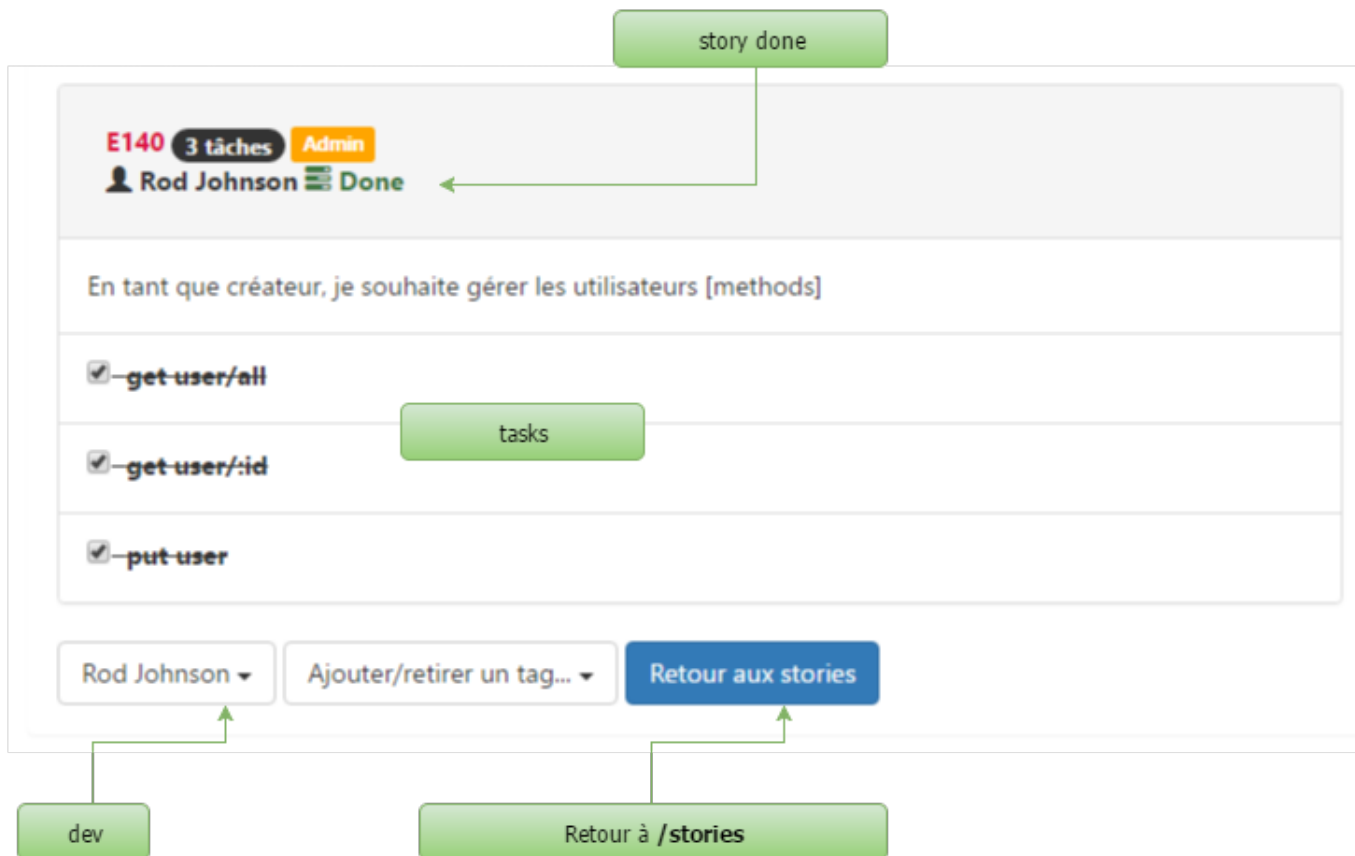 story done
E140 3 tâches Admin
Rod Johnson Done
En tant que créateur, je souhaite gérer les utilisateurs [methods]
get user/all
tasks
get user/:id
put user
Rod Johnson Ajouter/retirer un tag... Retour aux stories
dev Retour à /stories